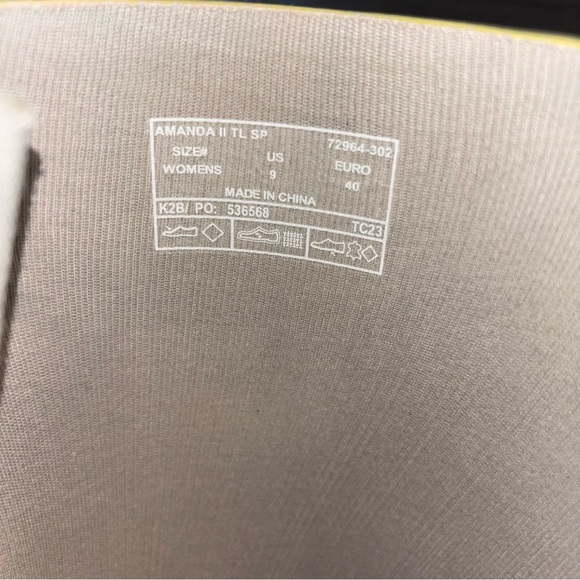 AMANDA II TL SP 72964-302
SIZE# US EURO
WOMENS 9 40
MADE IN CHINA
K2B/ PO: 536568 TC23